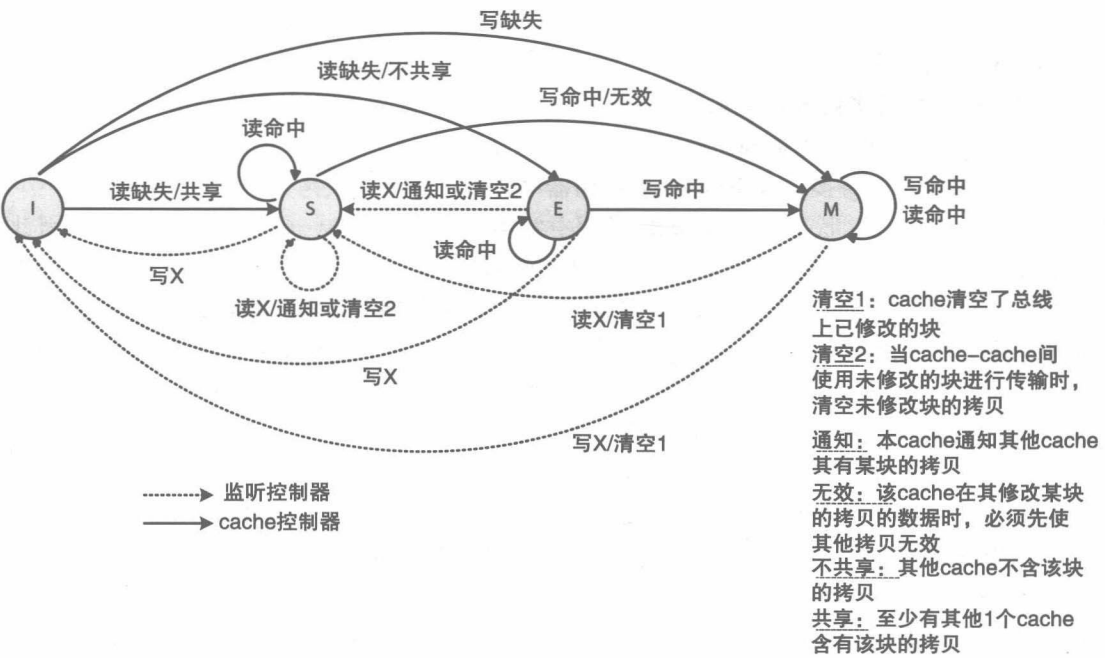 写缺失
读缺失/不共享
写命中/无效
读命中
I
读缺失/共享
S
读X/通知或清空2
E
写命中
M
写命中
读命中
读命中
写X
读X/通知或清空2
读X/清空1
写X
写X/清空1
监听控制器
cache控制器
清空1：cache清空了总线
上已修改的块
清空2：当cache-cache间
使用未修改的块进行传输时，
清空未修改块的拷贝
通知：本cache通知其他cache
其有某块的拷贝
无效：该cache在其修改某块
的拷贝的数据时，必须先使
其他拷贝无效
不共享：其他cache不含该块
的拷贝
共享：至少有其他1个cache
含有该块的拷贝